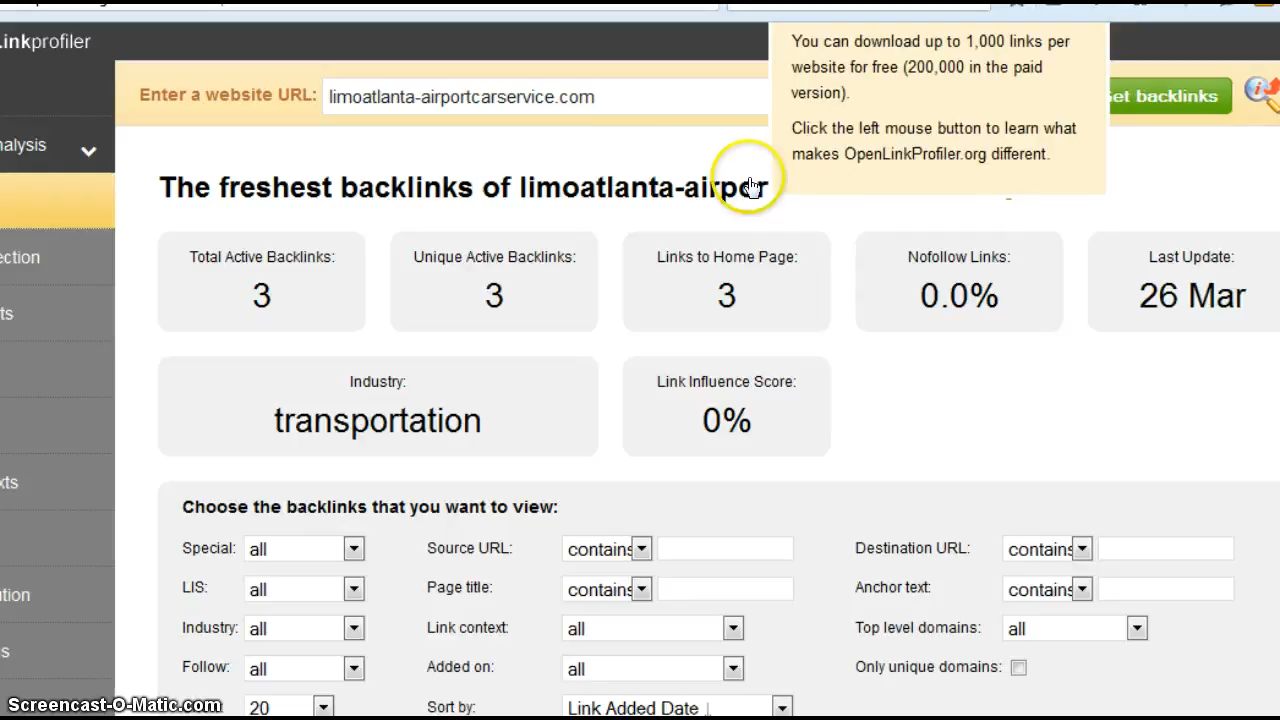 Linkprofiler
You can download up to 1,000 links per
website for free (200,000 in the paid
version).
Click the left mouse button to learn what
makes OpenLinkProfiler.org different.
Enter a website URL:
limoatlanta-airportcarservice.com
Get backlinks
The freshest backlinks of limoatlanta-airpor
Total Active Backlinks:
3
Unique Active Backlinks:
3
Links to Home Page:
3
Nofollow Links:
0.0%
Last Update:
26 Mar
Industry:
transportation
Link Influence Score:
0%
Choose the backlinks that you want to view:
Special: all
Source URL: contains
Destination URL: contains
LIS: all
Page title: contains
Anchor text: contains
Industry: all
Link context: all
Top level domains: all
Follow: all
Added on: all
Only unique domains:
20
Sort by: Link Added Date
Screencast-O-Matic.com